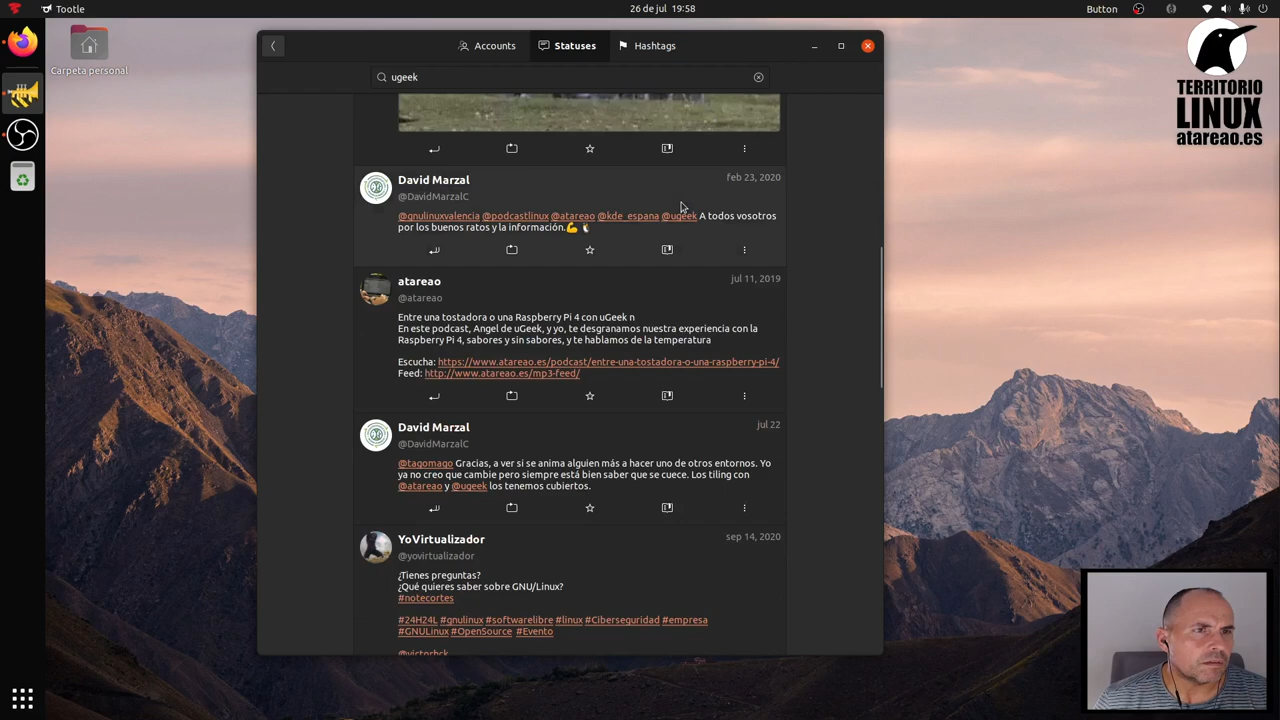 Tootle
26 de jul 19:58
Button
Carpeta personal
TERRITORIO
LINUX
atareao.es
Accounts
Statuses
Hashtags
ugeek
David Marzal
feb 23, 2020
@DavidMarzalC
@gnulinuxvalencia @podcastlinux @atareao @kde_espana @ugeek A todos vosotros
por los buenos ratos y la información.💪 🐧
atareao
jul 11, 2019
@atareao
Entre una tostadora o una Raspberry Pi 4 con uGeek n
En este podcast, Angel de uGeek, y yo, te desgranamos nuestra experiencia con la
Raspberry Pi 4, sabores y sin sabores, y te hablamos de la temperatura
Escucha: https://www.atareao.es/podcast/entre-una-tostadora-o-una-raspberry-pi-4/
Feed: http://www.atareao.es/mp3-feed/
David Marzal
jul 22
@DavidMarzalC
@tagomago Gracias, a ver si se anima alguien más a hacer uno de otros entornos. Yo
ya no creo que cambie pero siempre está bien saber que se cuece. Los tiling con
@atareao y @ugeek los tenemos cubiertos.
YoVirtualizador
sep 14, 2020
@yovirtualizador
¿Tienes preguntas?
¿Qué quieres saber sobre GNU/Linux?
#notecortes
#24H24L #gnulinux #softwarelibre #linux #Ciberseguridad #empresa
#GNULinux #OpenSource #Evento
@victorhck